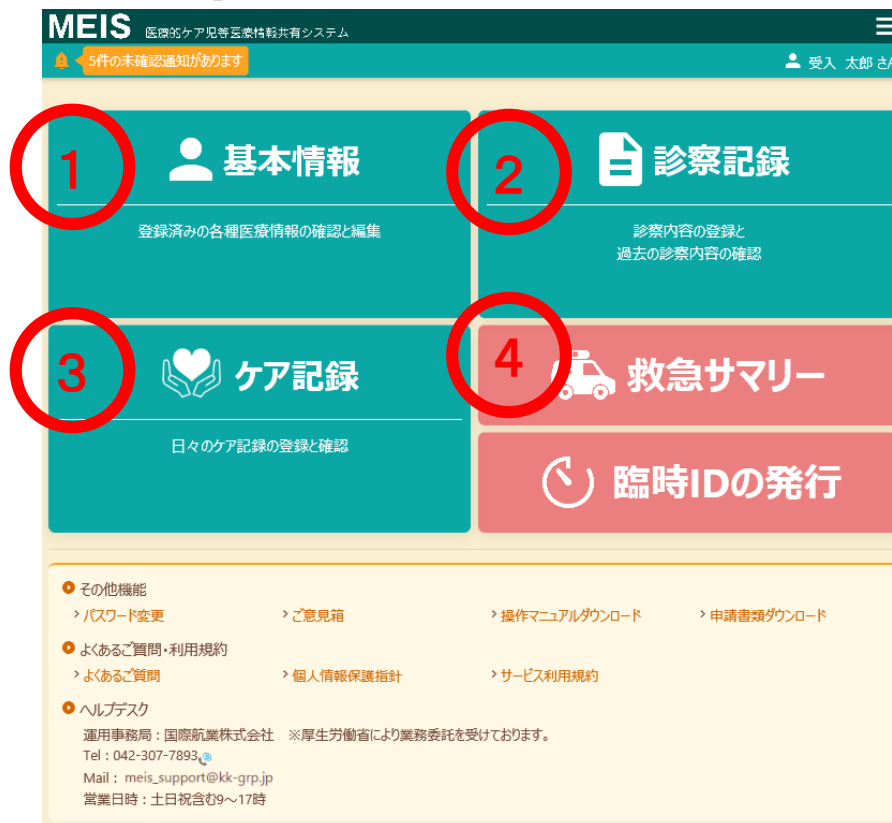 MEIS 医療的ケア児等医療情報共有システム
5件の未確認通知があります
受入 太郎 さん
1
基本情報
登録済みの各種医療情報の確認と編集
2
診察記録
診察内容の登録と
過去の診察内容の確認
3
ケア記録
日々のケア記録の登録と確認
4
救急サマリー
臨時IDの発行
その他機能
パスワード変更
ご意見箱
操作マニュアルダウンロード
申請書類ダウンロード
よくあるご質問・利用規約
よくあるご質問
個人情報保護指針
サービス利用規約
ヘルプデスク
運用事務局:国際航業株式会社 ※厚生労働省により業務委託を受けております。
Tel:042-307-7893
Mail: meis_support@kk-grp.jp
営業日時:土日祝含む9~17時